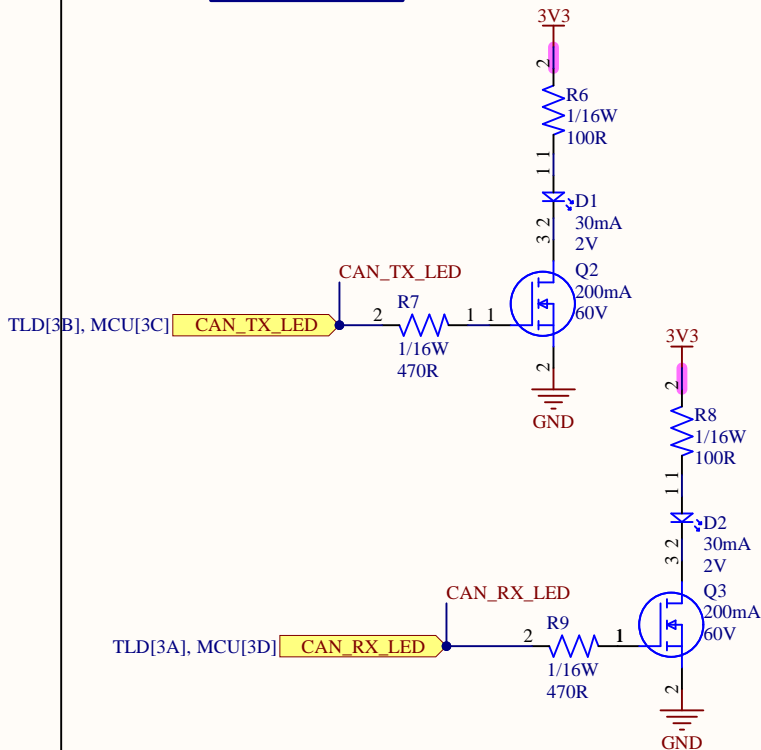 3V3
2
R6
1/16W
100R
1
1
D1
30mA
2V
2
3
Q2
200mA
60V
CAN_TX_LED
TLD[3B], MCU[3C]
CAN_TX_LED
2
R7
1/16W
470R
1
1
2
GND
3V3
2
R8
1/16W
100R
1
1
D2
30mA
2V
2
3
Q3
200mA
60V
CAN_RX_LED
TLD[3A], MCU[3D]
CAN_RX_LED
2
R9
1/16W
470R
1
2
GND